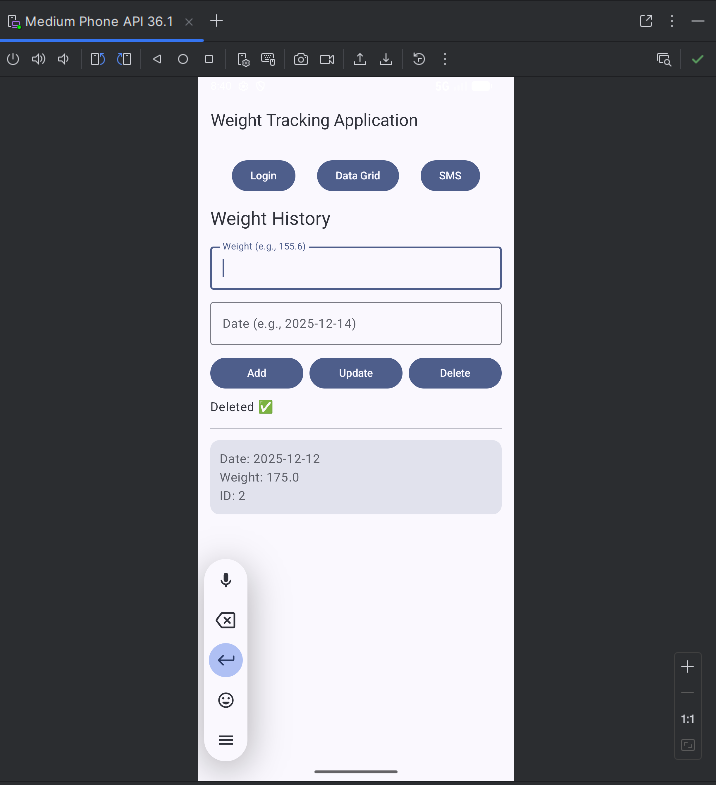 Medium Phone API 36.1
Weight Tracking Application
Login Data Grid SMS
Weight History
Weight (e.g., 155.6)
Date (e.g., 2025-12-14)
Add Update Delete
Deleted ✅
Date: 2025-12-12
Weight: 175.0
ID: 2
1:1